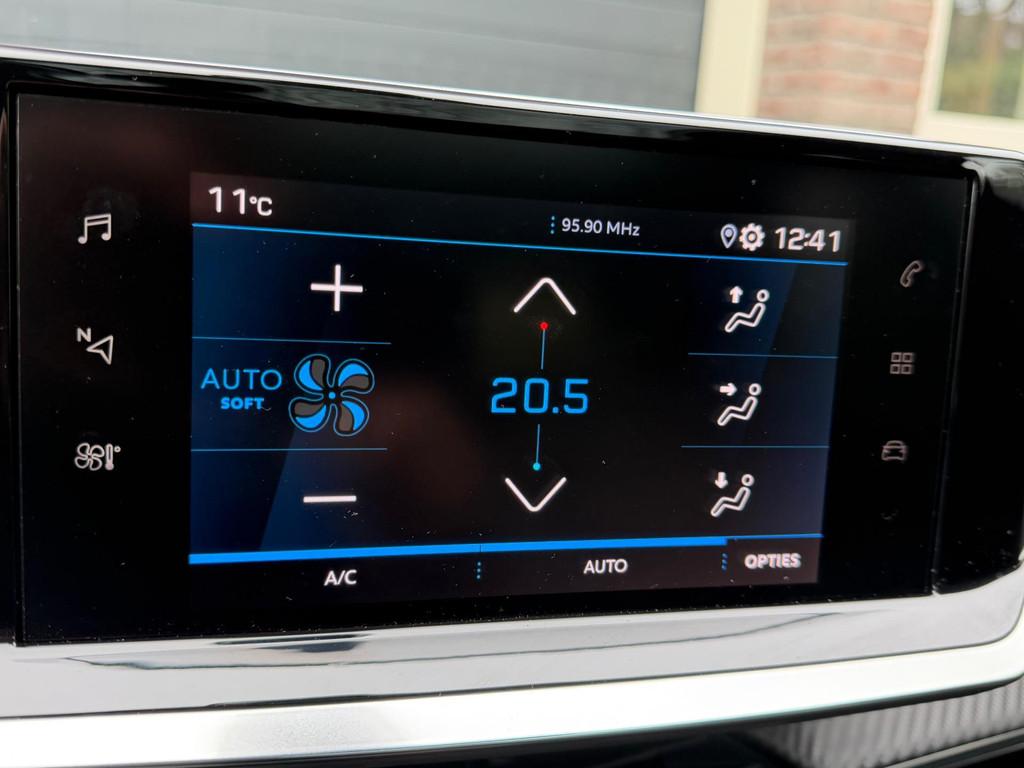 11°C
95.90 MHz
12:41
N
AUTO
SOFT
20.5
A/C
AUTO
OPTIES